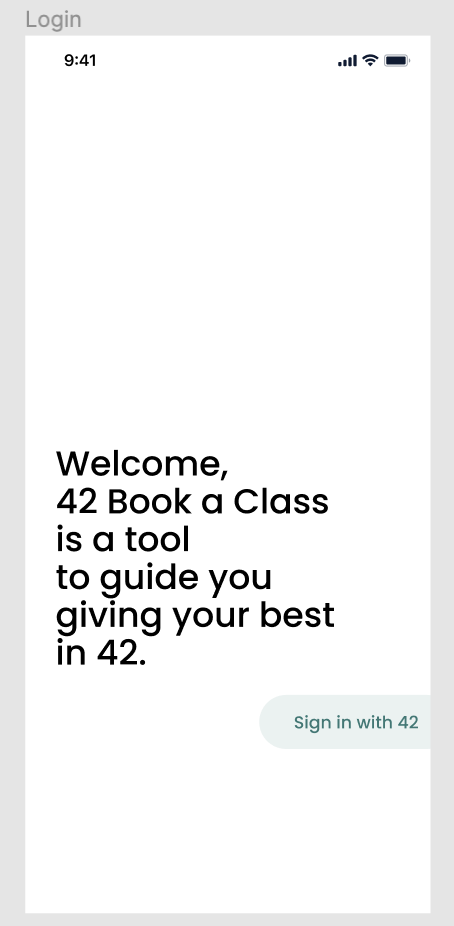 Login
9:41
Welcome,
42 Book a Class
is a tool
to guide you
giving your best
in 42.
Sign in with 42